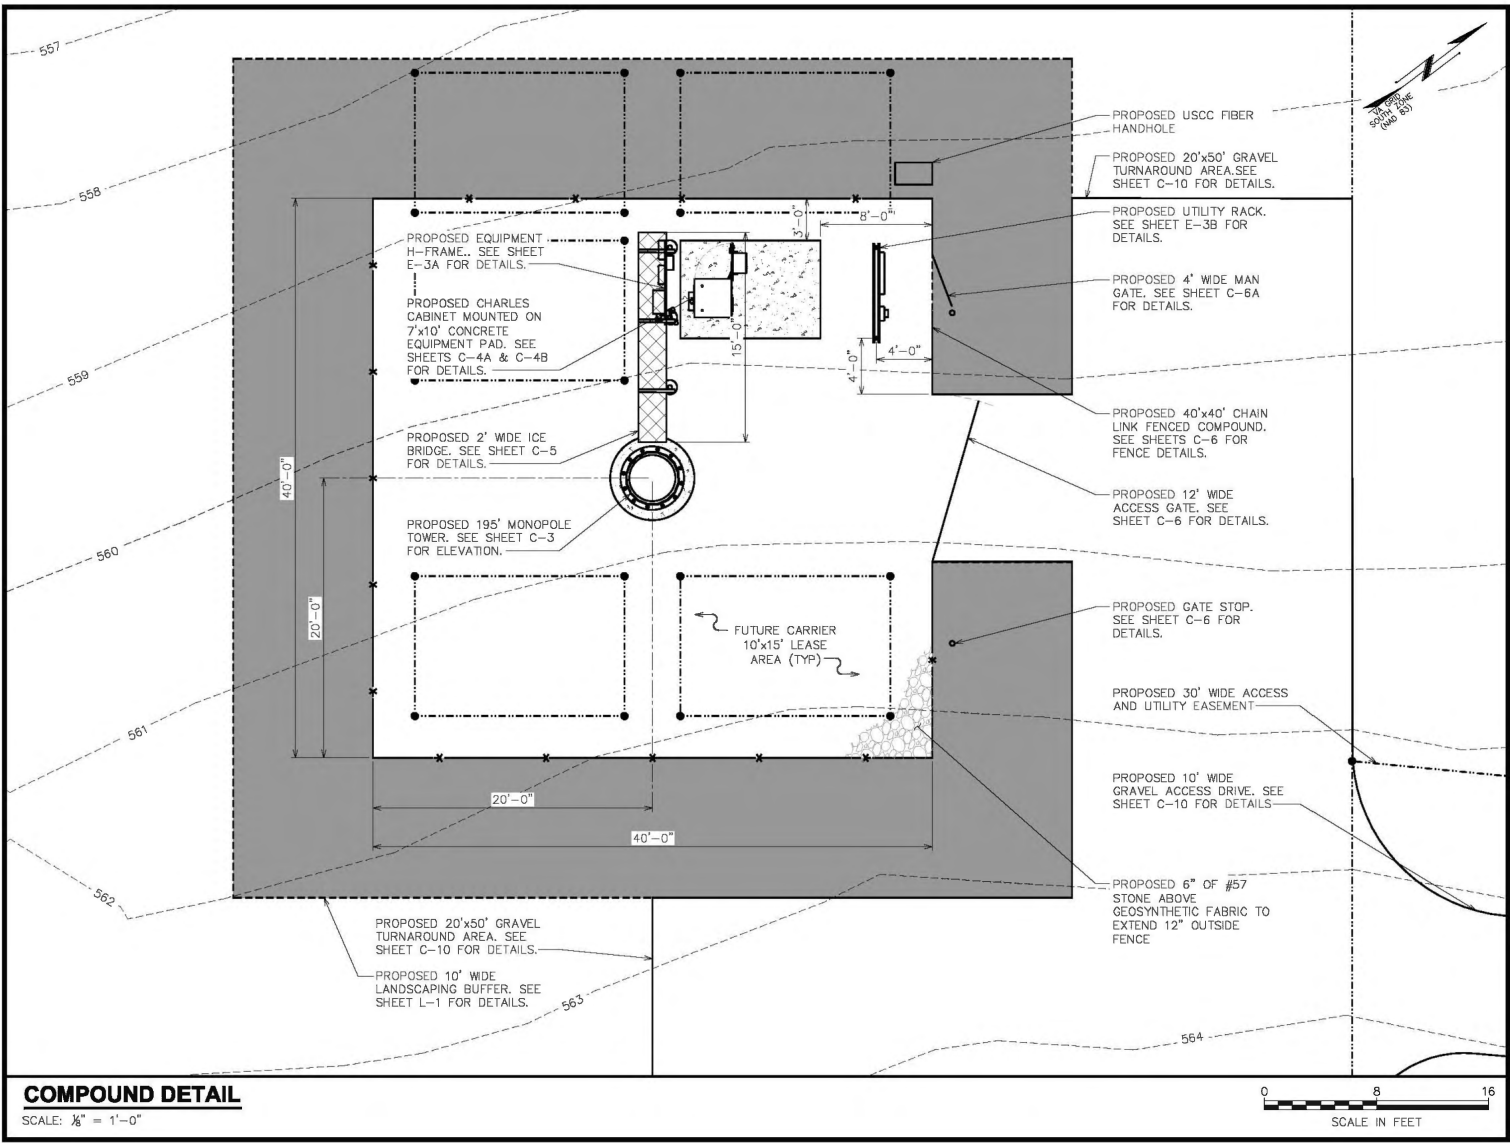 557
558
559
560
561
562
563
564
VA GRID
SOUTH ZONE
(NAD 83)
N
PROPOSED USCC FIBER
HANDHOLE
PROPOSED 20'x50' GRAVEL
TURNAROUND AREA.SEE
SHEET C-10 FOR DETAILS.
PROPOSED UTILITY RACK.
SEE SHEET E-3B FOR
DETAILS.
PROPOSED 4' WIDE MAN
GATE. SEE SHEET C-6A
FOR DETAILS.
PROPOSED 40'x40' CHAIN
LINK FENCED COMPOUND.
SEE SHEETS C-6 FOR
FENCE DETAILS.
PROPOSED 12' WIDE
ACCESS GATE. SEE
SHEET C-6 FOR DETAILS.
PROPOSED GATE STOP.
SEE SHEET C-6 FOR
DETAILS.
PROPOSED 30' WIDE ACCESS
AND UTILITY EASEMENT
PROPOSED 10' WIDE
GRAVEL ACCESS DRIVE. SEE
SHEET C-10 FOR DETAILS
PROPOSED 6" OF #57
STONE ABOVE
GEOSYNTHETIC FABRIC TO
EXTEND 12" OUTSIDE
FENCE
PROPOSED EQUIPMENT
H-FRAME.. SEE SHEET
E-3A FOR DETAILS.
PROPOSED CHARLES
CABINET MOUNTED ON
7'x10' CONCRETE
EQUIPMENT PAD. SEE
SHEETS C-4A & C-4B
FOR DETAILS.
PROPOSED 2' WIDE ICE
BRIDGE. SEE SHEET C-5
FOR DETAILS.
PROPOSED 195' MONOPOLE
TOWER. SEE SHEET C-3
FOR ELEVATION.
3'-0"
8'-0"
15'-0"
4'-0"
4'-0"
40'-0"
20'-0"
FUTURE CARRIER
10'x15' LEASE
AREA (TYP)
20'-0"
40'-0"
PROPOSED 20'x50' GRAVEL
TURNAROUND AREA. SEE
SHEET C-10 FOR DETAILS.
PROPOSED 10' WIDE
LANDSCAPING BUFFER. SEE
SHEET L-1 FOR DETAILS.
COMPOUND DETAIL
SCALE: ⅛" = 1'-0"
0 8 16
SCALE IN FEET